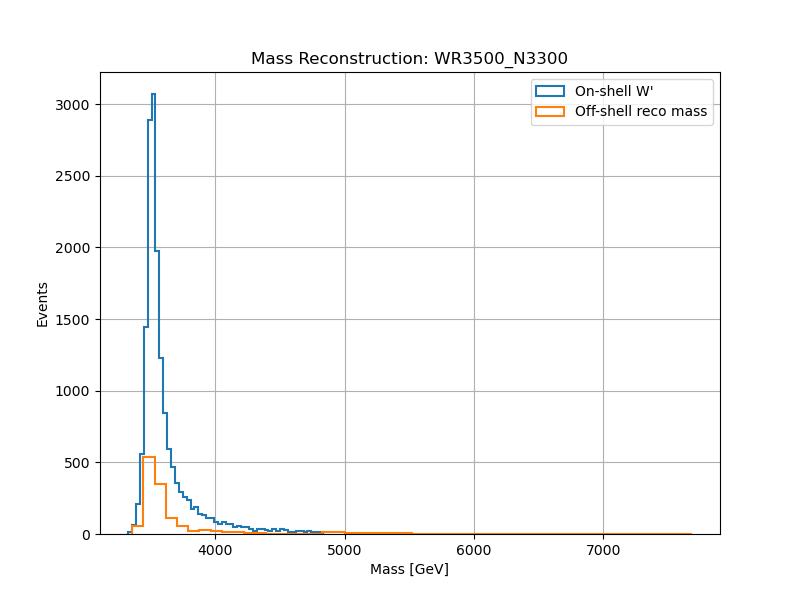 Mass Reconstruction: WR3500_N3300
On-shell W'
Off-shell reco mass
Events
3000
2500
2000
1500
1000
500
0
4000 5000 6000 7000
Mass [GeV]